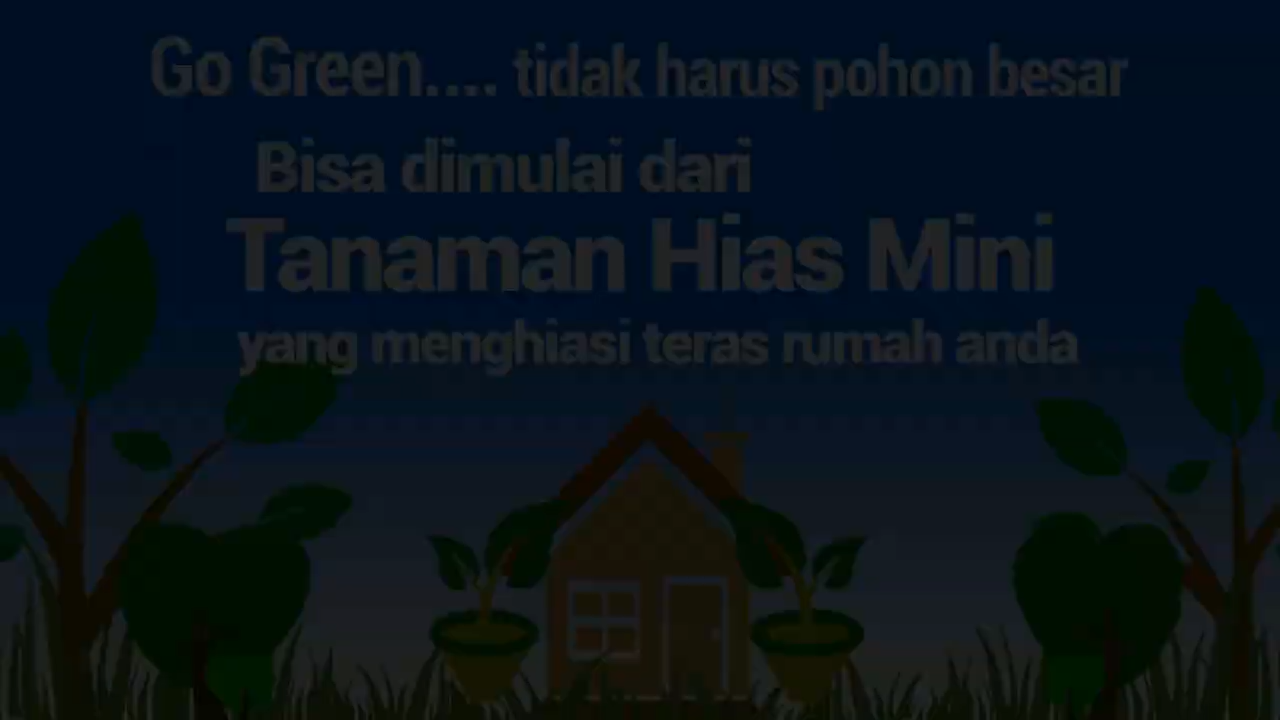 Go Green.... tidak harus pohon besar
Bisa dimulai dari
Tanaman Hias Mini
yang menghiasi teras rumah anda